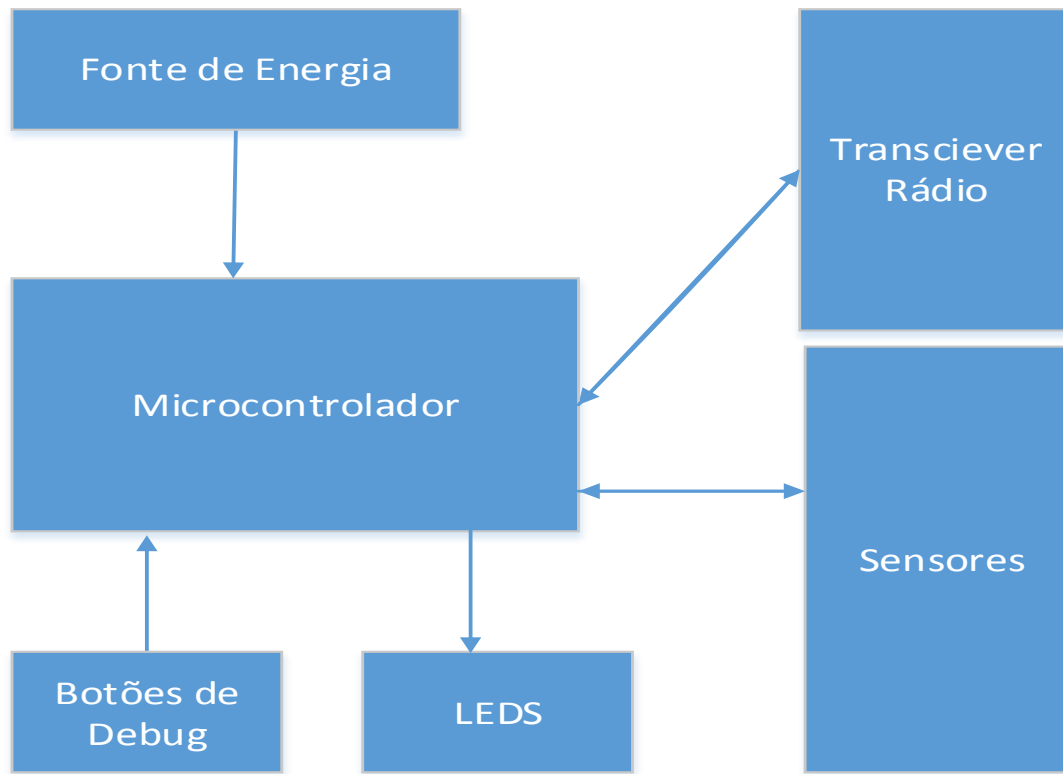 Fonte de Energia
Transciever
Rádio
Microcontrolador
Sensores
Botões de
Debug
LEDS